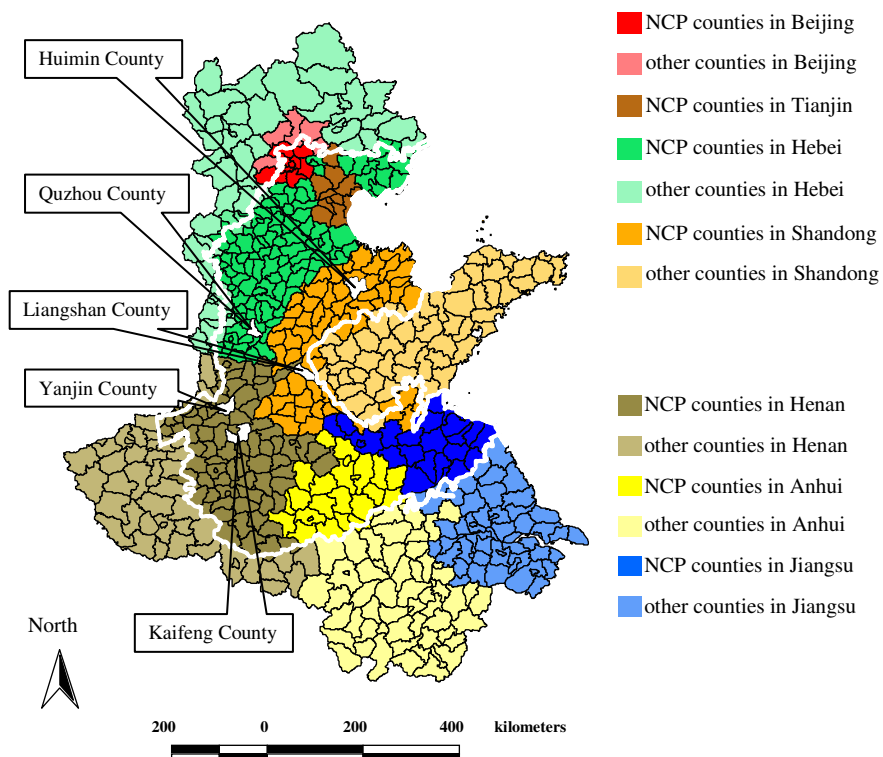 Huimin County
Quzhou County
Liangshan County
Yanjin County
Kaifeng County
North
200 0 200 400 kilometers
NCP counties in Beijing
other counties in Beijing
NCP counties in Tianjin
NCP counties in Hebei
other counties in Hebei
NCP counties in Shandong
other counties in Shandong
NCP counties in Henan
other counties in Henan
NCP counties in Anhui
other counties in Anhui
NCP counties in Jiangsu
other counties in Jiangsu